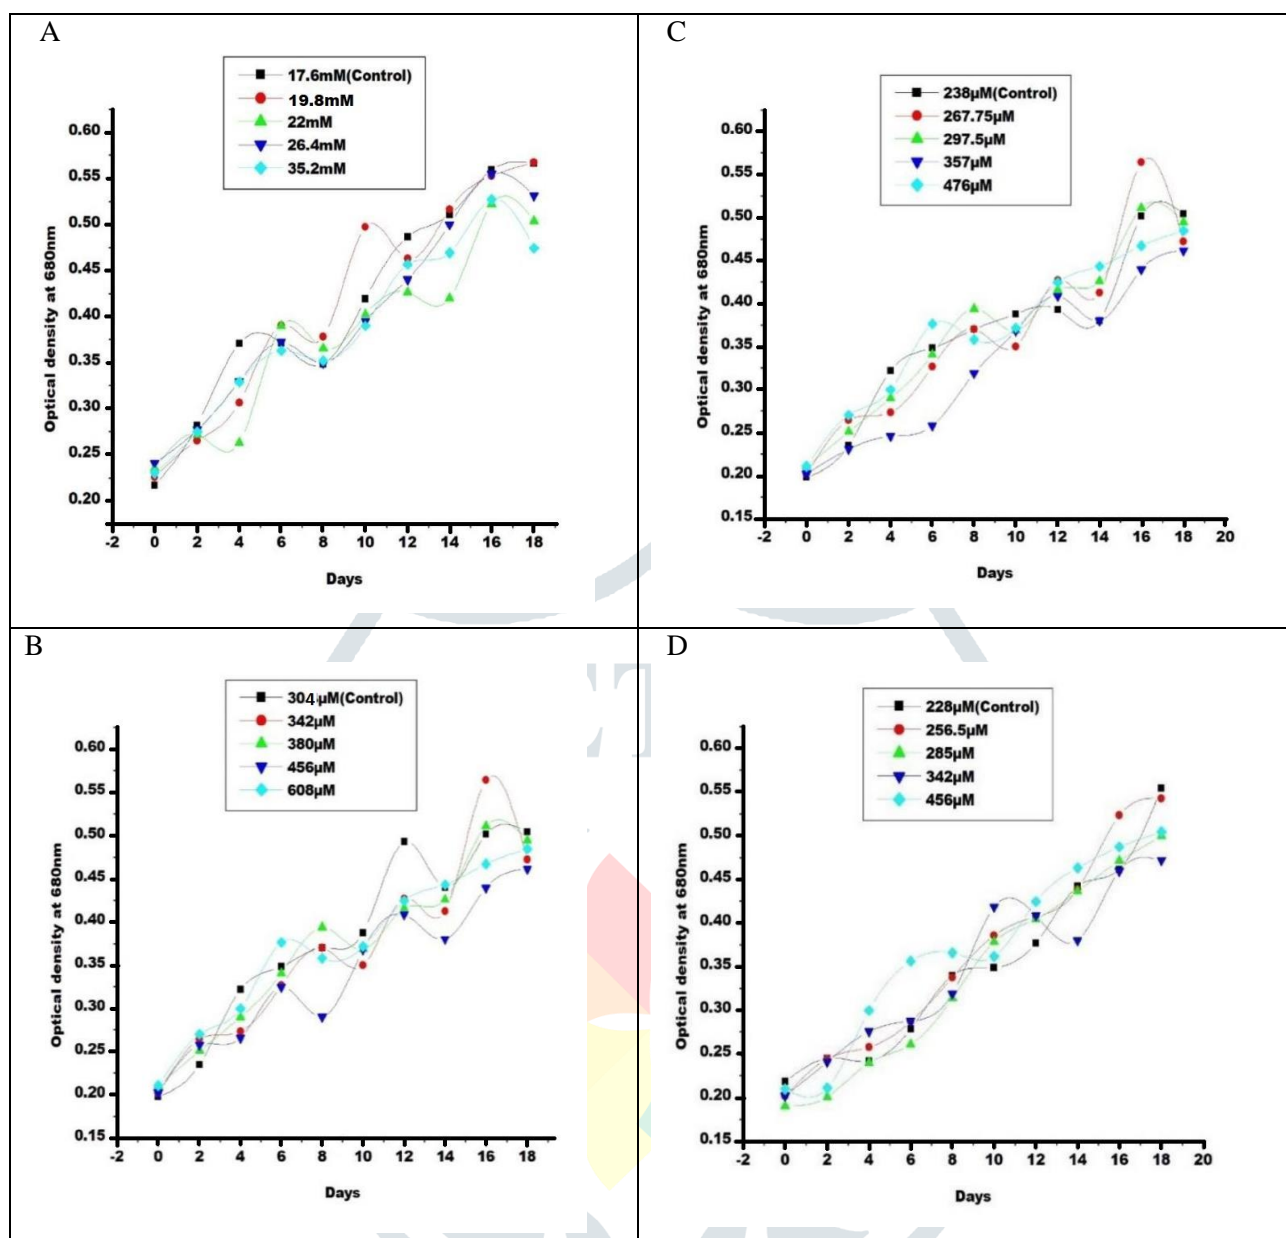 A
17.6mM(Control)
19.8mM
22mM
26.4mM
35.2mM
Optical density at 680nm
0.60
0.55
0.50
0.45
0.40
0.35
0.30
0.25
0.20
-2 0 2 4 6 8 10 12 14 16 18
Days
C
238µM(Control)
267.75µM
297.5µM
357µM
476µM
Optical density at 680nm
0.60
0.55
0.50
0.45
0.40
0.35
0.30
0.25
0.20
0.15
-2 0 2 4 6 8 10 12 14 16 18 20
Days
B
304µM(Control)
342µM
380µM
456µM
608µM
Optical density at 680nm
0.60
0.55
0.50
0.45
0.40
0.35
0.30
0.25
0.20
0.15
-2 0 2 4 6 8 10 12 14 16 18
Days
D
228µM(Control)
256.5µM
285µM
342µM
456µM
Optical density at 680nm
0.60
0.55
0.50
0.45
0.40
0.35
0.30
0.25
0.20
0.15
-2 0 2 4 6 8 10 12 14 16 18 20
Days